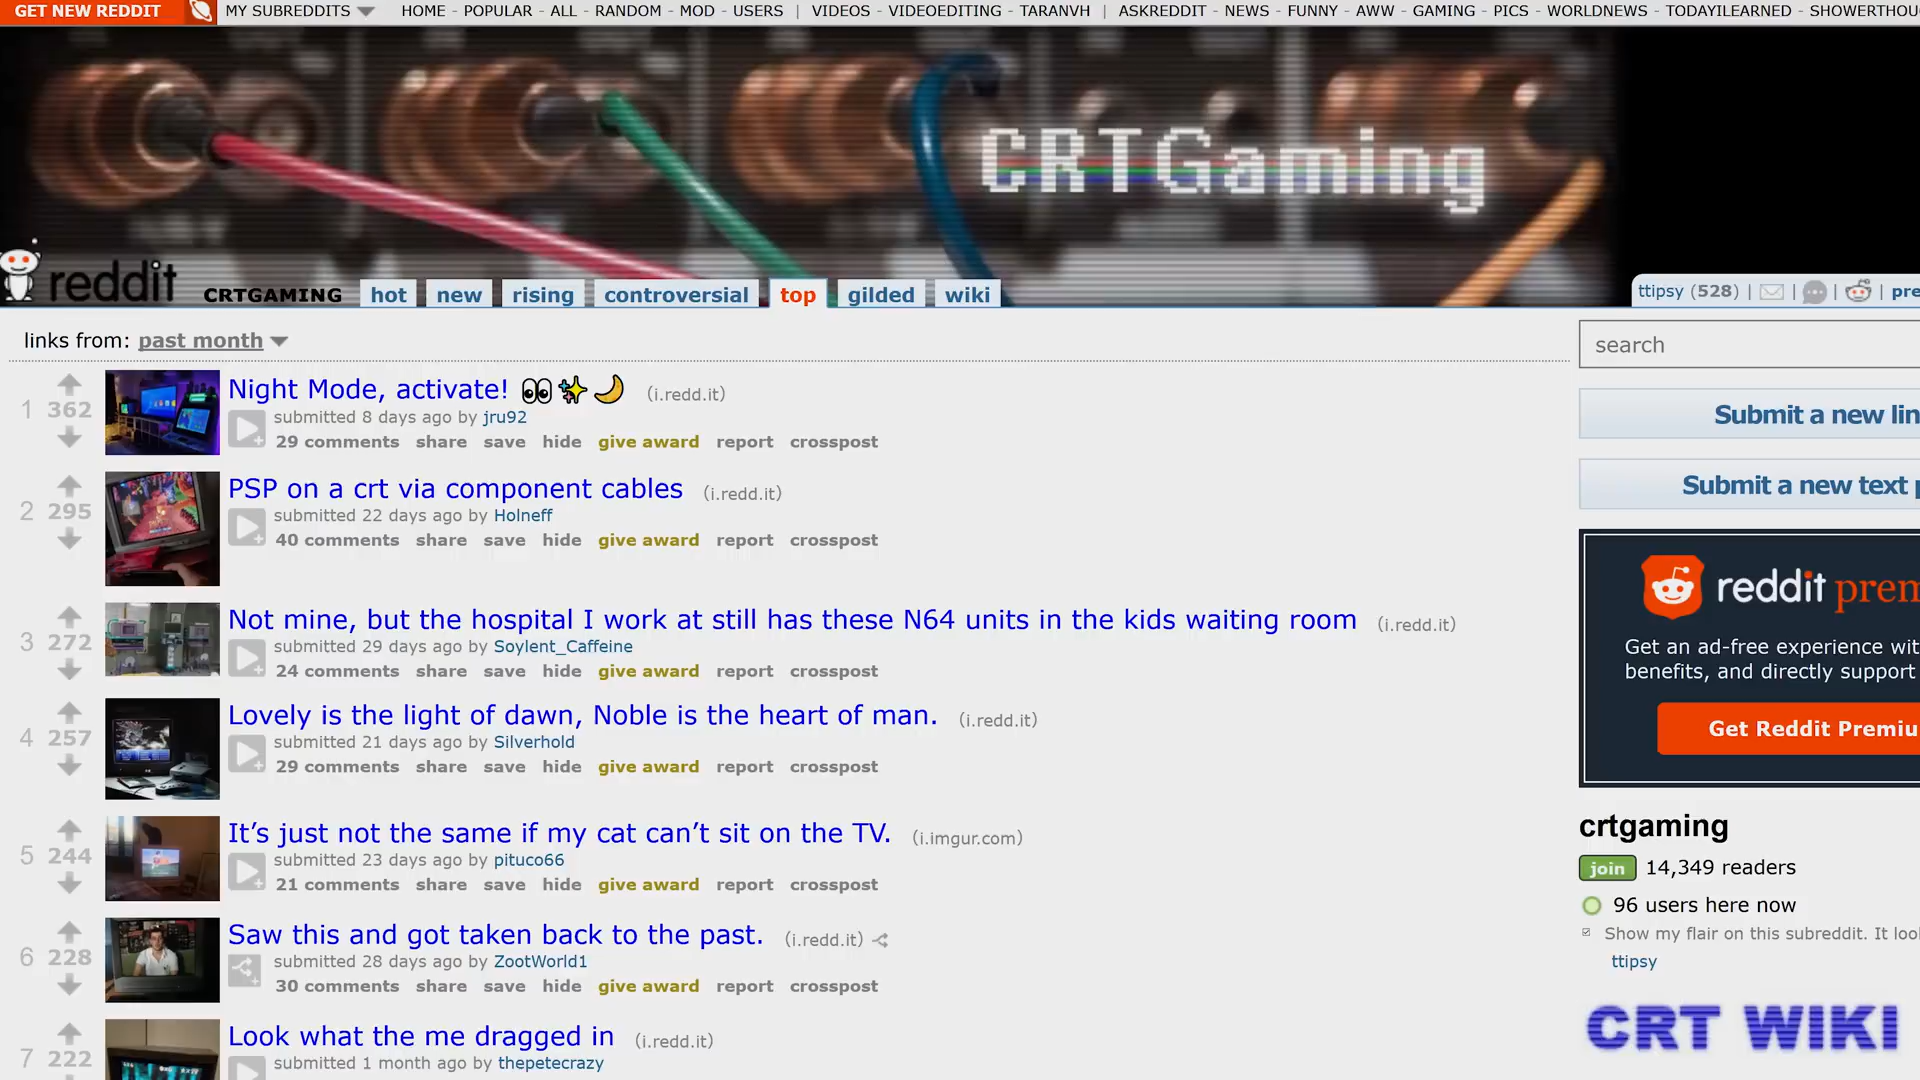 GET NEW REDDIT MY SUBREDDITS HOME - POPULAR - ALL - RANDOM - MOD - USERS | VIDEOS - VIDEOEDITING - TARANVH | ASKREDDIT - NEWS - FUNNY - AWW - GAMING - PICS - WORLDNEWS - TODAYILEARNED - SHOWERTHOU
CRTGaming
reddit CRTGAMING hot new rising controversial top gilded wiki
ttipsy (528) | | | | pre
links from: past month
search
1 362 Night Mode, activate! 👀✨🌙 (i.redd.it)
submitted 8 days ago by jru92
29 comments share save hide give award report crosspost
Submit a new lin
2 295 PSP on a crt via component cables (i.redd.it)
submitted 22 days ago by Holneff
40 comments share save hide give award report crosspost
Submit a new text p
3 272 Not mine, but the hospital I work at still has these N64 units in the kids waiting room (i.redd.it)
submitted 29 days ago by Soylent_Caffeine
24 comments share save hide give award report crosspost
reddit prem
Get an ad-free experience wit
benefits, and directly support
Get Reddit Premiu
4 257 Lovely is the light of dawn, Noble is the heart of man. (i.redd.it)
submitted 21 days ago by Silverhold
29 comments share save hide give award report crosspost
5 244 It’s just not the same if my cat can’t sit on the TV. (i.imgur.com)
submitted 23 days ago by pituco66
21 comments share save hide give award report crosspost
crtgaming
join 14,349 readers
96 users here now
Show my flair on this subreddit. It loo
ttipsy
6 228 Saw this and got taken back to the past. (i.redd.it)
submitted 28 days ago by ZootWorld1
30 comments share save hide give award report crosspost
CRT WIKI
7 222 Look what the me dragged in (i.redd.it)
submitted 1 month ago by thepetecrazy